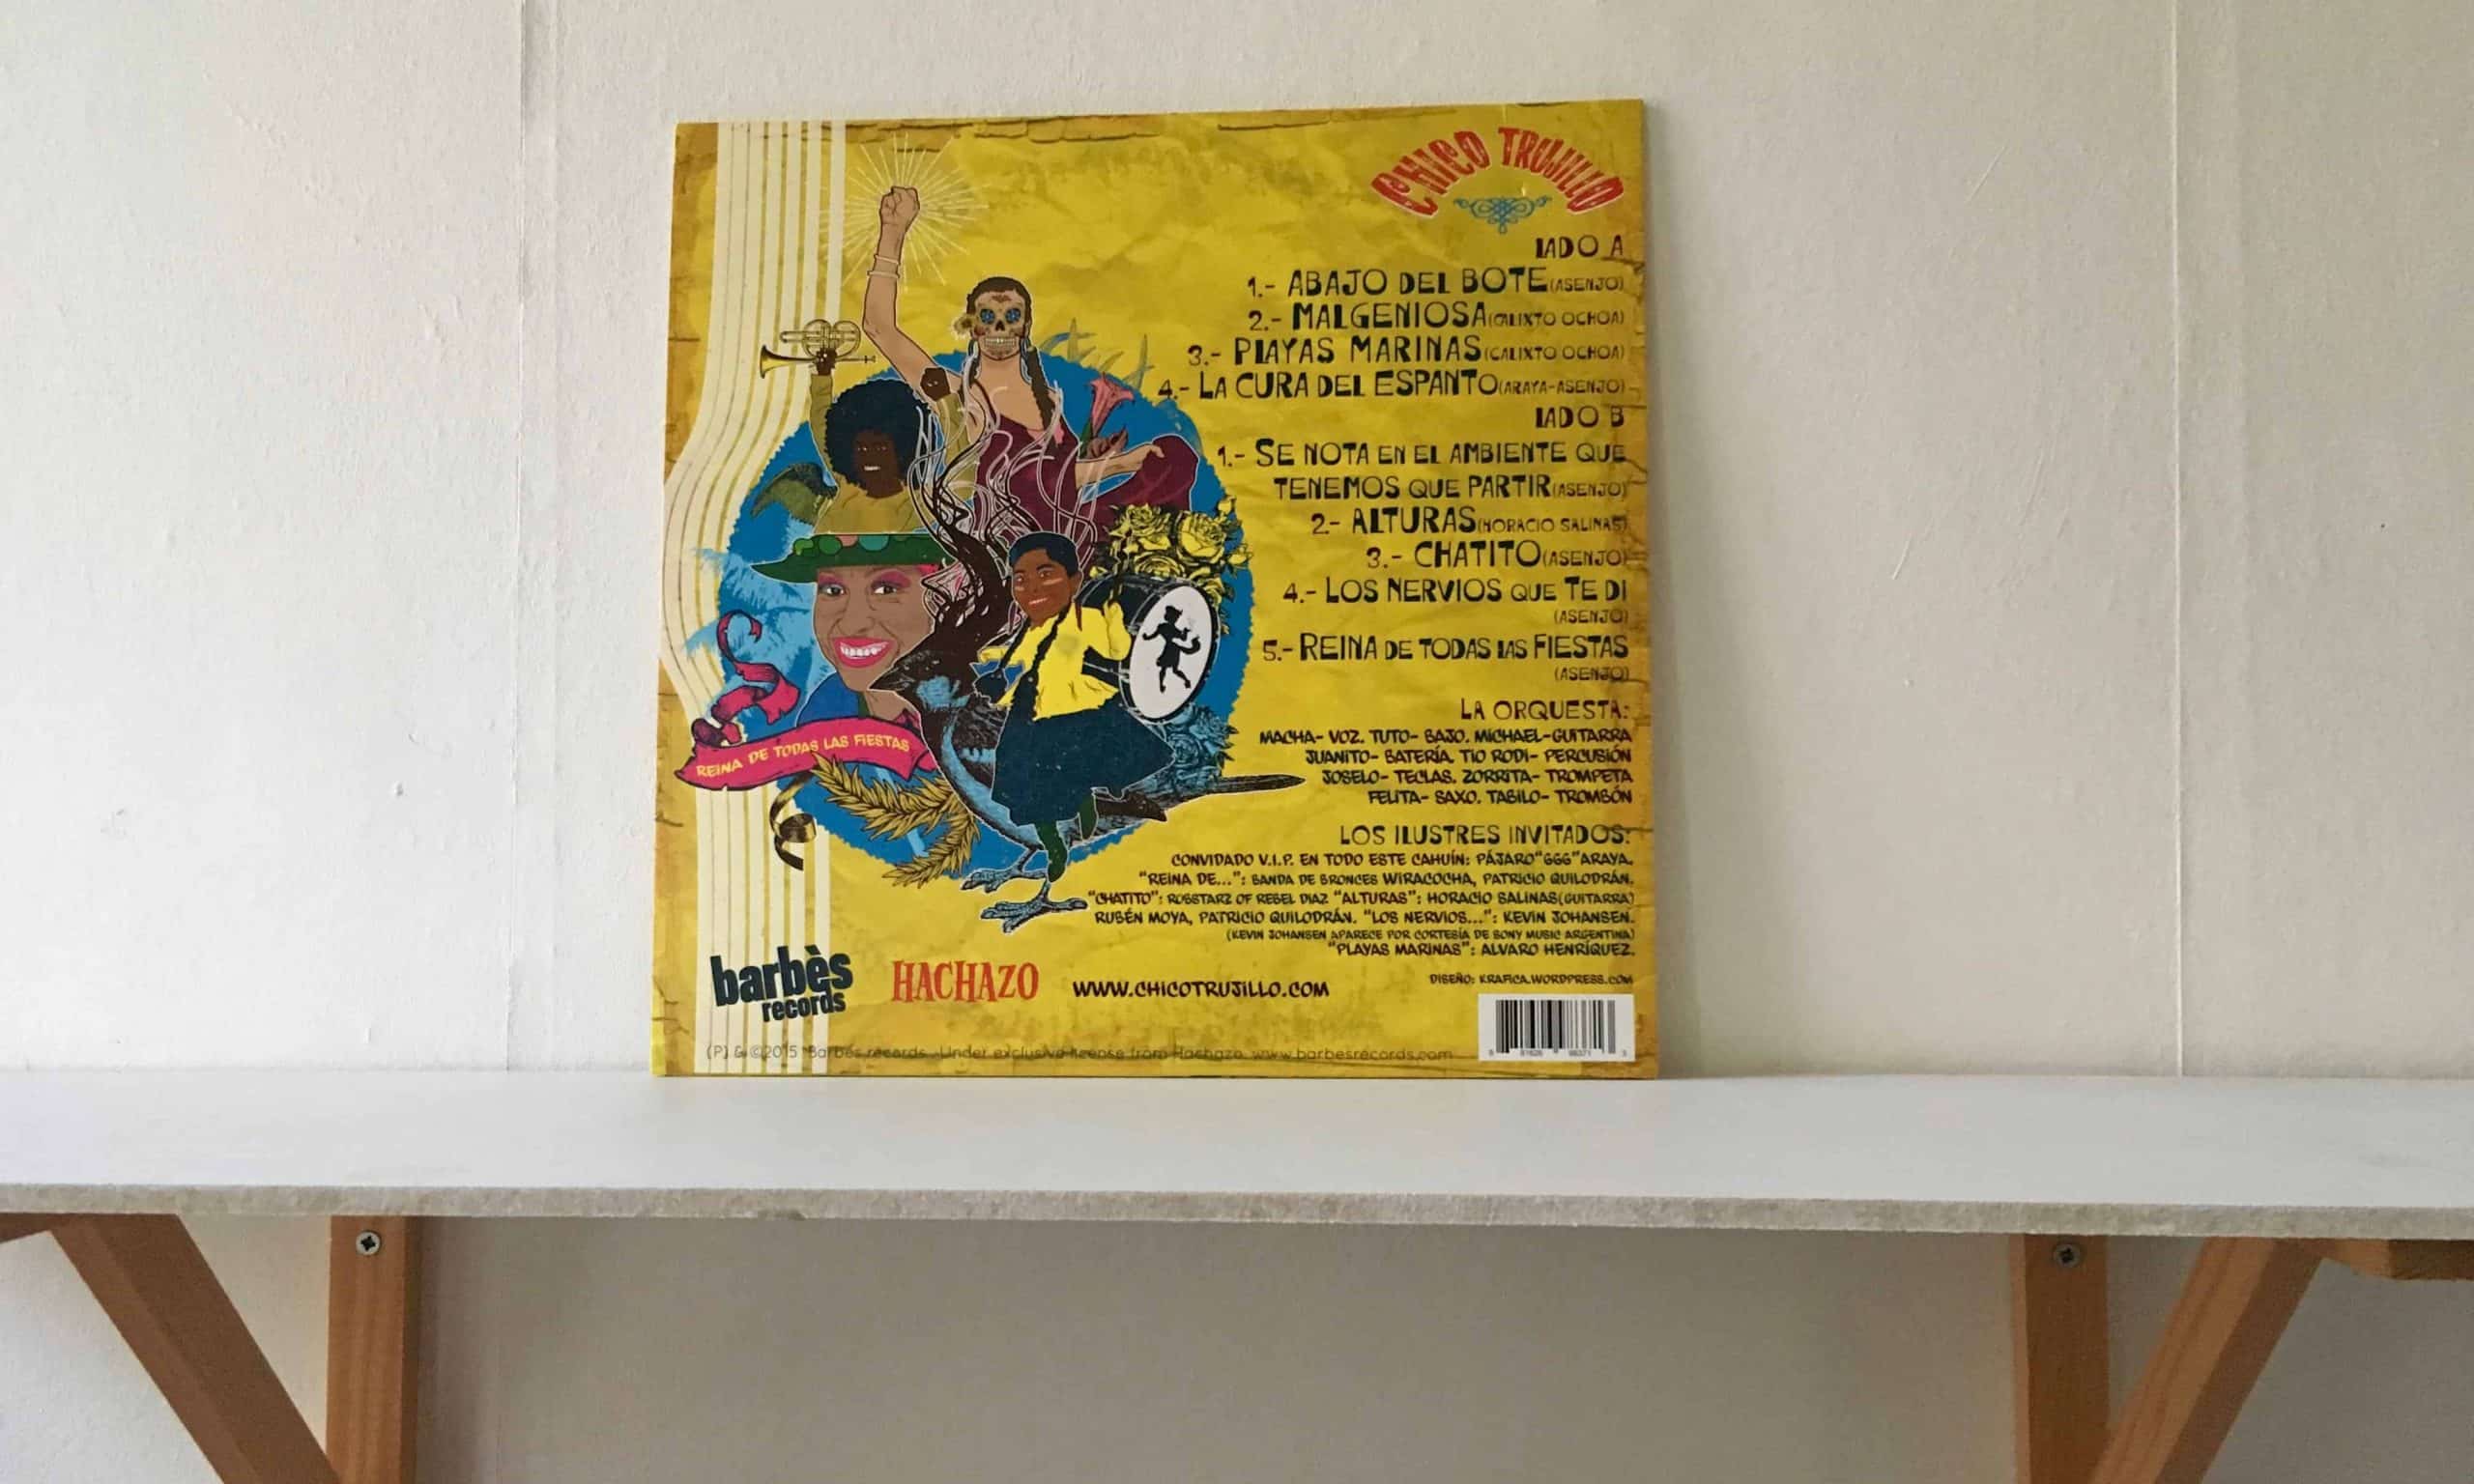 CHICO TRUJILLO
LADO A
1.- ABAJO DEL BOTE (ASENJO)
2.- MALGENIOSA (CALIXTO OCHOA)
3.- PLAYAS MARINAS (CALIXTO OCHOA)
4.- LA CURA DEL ESPANTO (ARAYA-ASENJO)
LADO B
1.- SE NOTA EN EL AMBIENTE QUE
TENEMOS QUE PARTIR (ASENJO)
2.- ALTURAS (HORACIO SALINAS)
3.- CHATITO (ASENJO)
4.- LOS NERVIOS QUE TE DI
(ASENJO)
5.- REINA DE TODAS LAS FIESTAS
(ASENJO)
LA ORQUESTA:
MACHA- VOZ. TUTO- BAJO. MICHAEL-GUITARRA
JUANITO- BATERÍA. TIO RODI- PERCUSIÓN
JOSELO- TECLAS. ZORRITA- TROMPETA
FELITA- SAXO. TABILO- TROMBÓN
LOS ILUSTRES INVITADOS:
CONVIDADO V.I.P. EN TODO ESTE CAHUÍN: PÁJARO"666"ARAYA.
"REINA DE...": BANDA DE BRONCES WIRACOCHA, PATRICIO QUILODRÁN.
"CHATITO": RODSTARZ OF REBEL DIAZ "ALTURAS": HORACIO SALINAS(GUITARRA)
RUBÉN MOYA, PATRICIO QUILODRÁN. "LOS NERVIOS...": KEVIN JOHANSEN.
(KEVIN JOHANSEN APARECE POR CORTESÍA DE SONY MUSIC ARGENTINA)
"PLAYAS MARINAS": ALVARO HENRÍQUEZ.
DISEÑO: KRAFICA.WORDPRESS.COM
REINA DE TODAS LAS FIESTAS
barbès
records
HACHAZO
WWW.CHICOTRUJILLO.COM
(P) & ©2015 Barbès records. Under exclusive license from Hachazo. www.barbesrecords.com